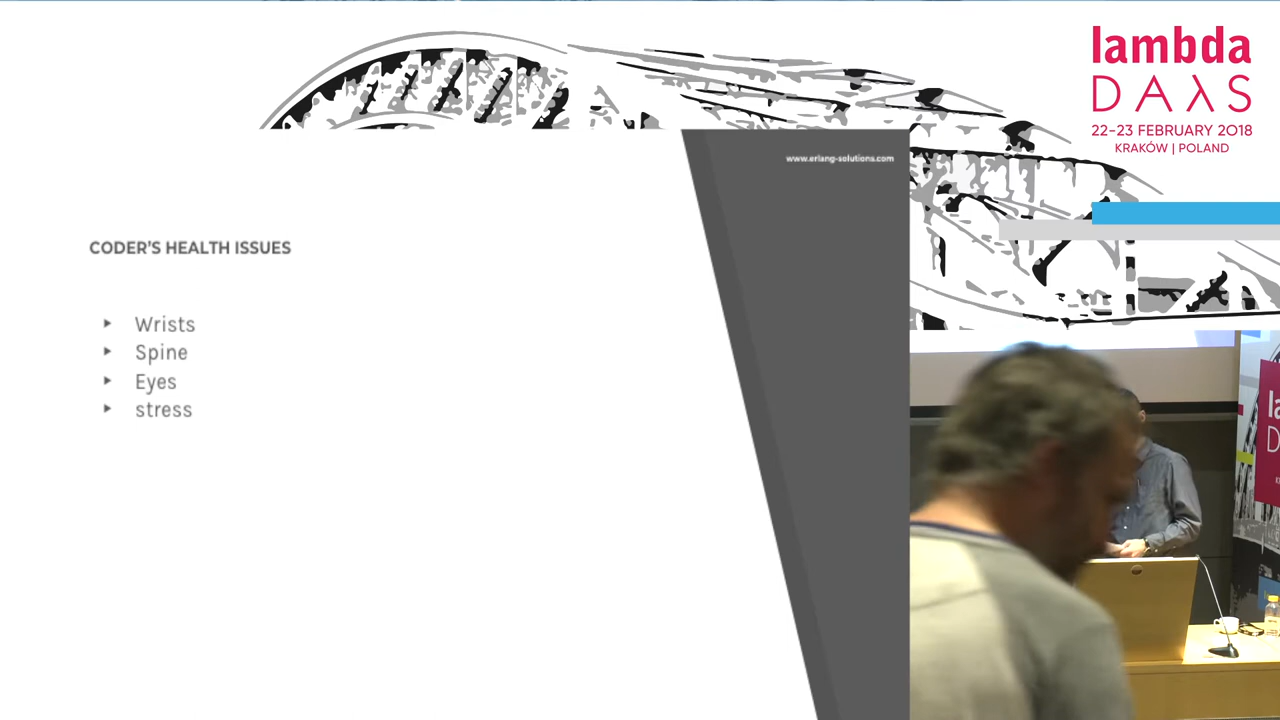 lambda
DAλS
22-23 FEBRUARY 2018
KRAKÓW | POLAND
www.erlang-solutions.com
CODER'S HEALTH ISSUES
Wrists
Spine
Eyes
stress